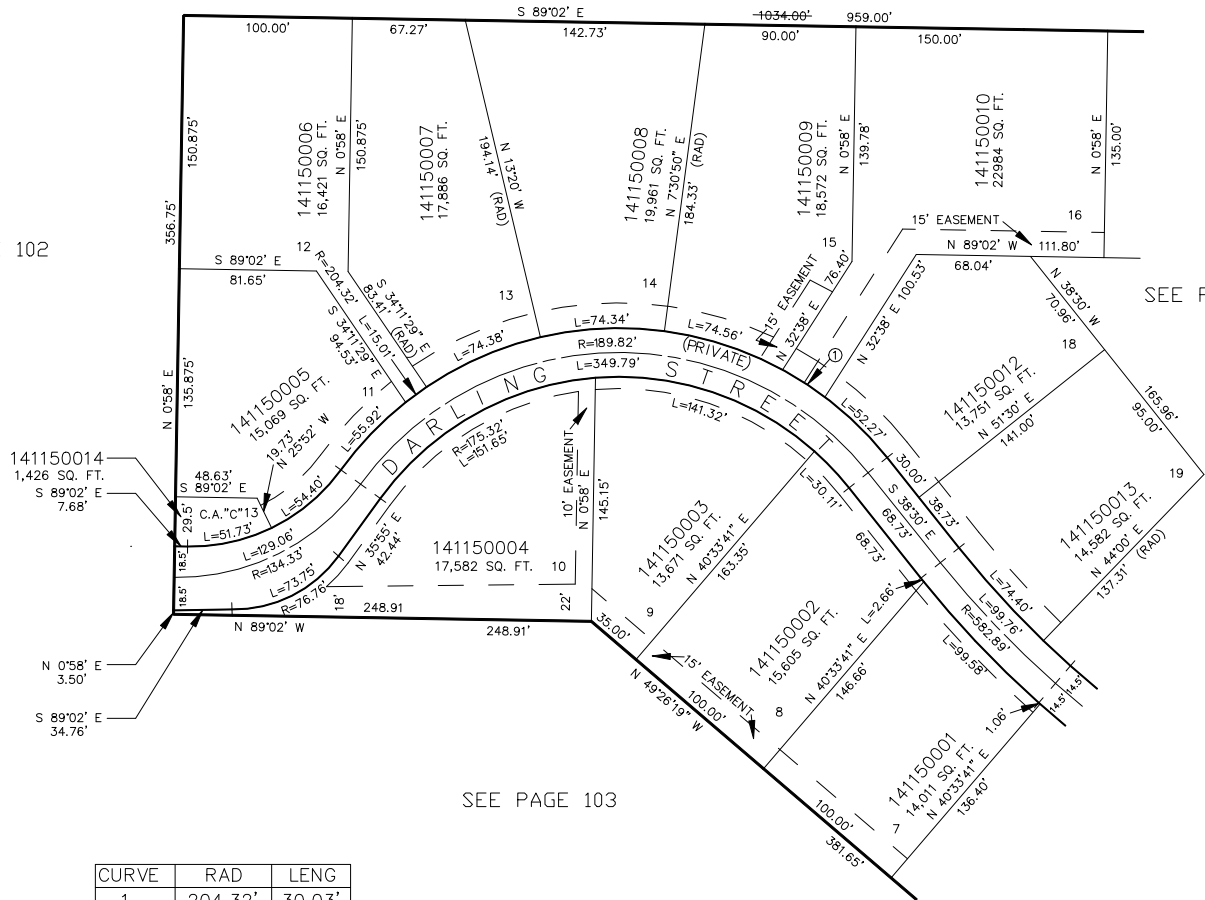 S 89°02' E
1034.00' 959.00'
100.00'
67.27'
142.73'
90.00'
150.00'
150.875'
356.75'
102
141150006
16,421 SQ. FT.
N 0°58' E
150.875'
141150007
17,886 SQ. FT.
N 13°20' W
194.14' (RAD)
141150008
19,961 SQ. FT.
N 7°30'50" E
184.33' (RAD)
141150009
18,572 SQ. FT.
139.78'
141150010
22984 SQ. FT.
N 0°58' E
135.00'
15' EASEMENT
16
N 89°02' W
111.80'
68.04'
SEE P
12
S 89°02' E
81.65'
R=204.32'
L=15.01'
S 34°11'29" E
94.53'
S 34°11'29" E
83.41' (RAD)
13
14
15
15' EASEMENT
76.40'
N 32°38' E
N 32°38' E 100.53'
1
N 38°30' W
70.96'
165.96'
95.00'
18
19
L=74.38'
L=74.34'
L=74.56'
(PRIVATE)
R=189.82'
L=349.79'
DARLING STREET
N 0°58' E
135.875'
141150005
15,069 SQ. FT.
11
19.73'
N 25°52' W
L=55.92'
141150014
1,426 SQ. FT.
S 89°02' E
7.68'
48.63'
S 89°02' E
29.5'
C.A."C"13
L=51.73'
L=54.40'
L=129.06'
R=134.33'
18.5'
18.5'
L=73.75'
R=76.76'
18'
N 35°55' E
42.44'
R=175.32'
L=151.65'
10' EASEMENT
N 0°58' E
145.15'
141150004
17,582 SQ. FT.
10
22'
248.91
248.91'
N 89°02' W
N 0°58' E
3.50'
S 89°02' E
34.76'
L=141.32'
L=30.11'
L=52.27'
30.00'
38.73'
S 38°30' E
68.73'
68.73'
141150012
13,751 SQ. FT.
N 51°30' E
141.00'
141150013
14,582 SQ. FT.
N 44°00' E
137.31' (RAD)
L=74.40'
L=99.76'
R=582.89'
L=99.58'
L=2.66'
14.5'
14.5'
141150003
13,671 SQ. FT.
N 40°33'41" E
163.35'
9
35.00'
15' EASEMENT
N 49°26'19" W
100.00'
141150002
15,605 SQ. FT.
N 40°33'41" E
146.66'
8
141150001
14,011 SQ. FT.
N 40°33'41" E
136.40'
1.06'
7
100.00'
381.65'
SEE PAGE 103
CURVE RAD LENG
1 204.32' 30.03'